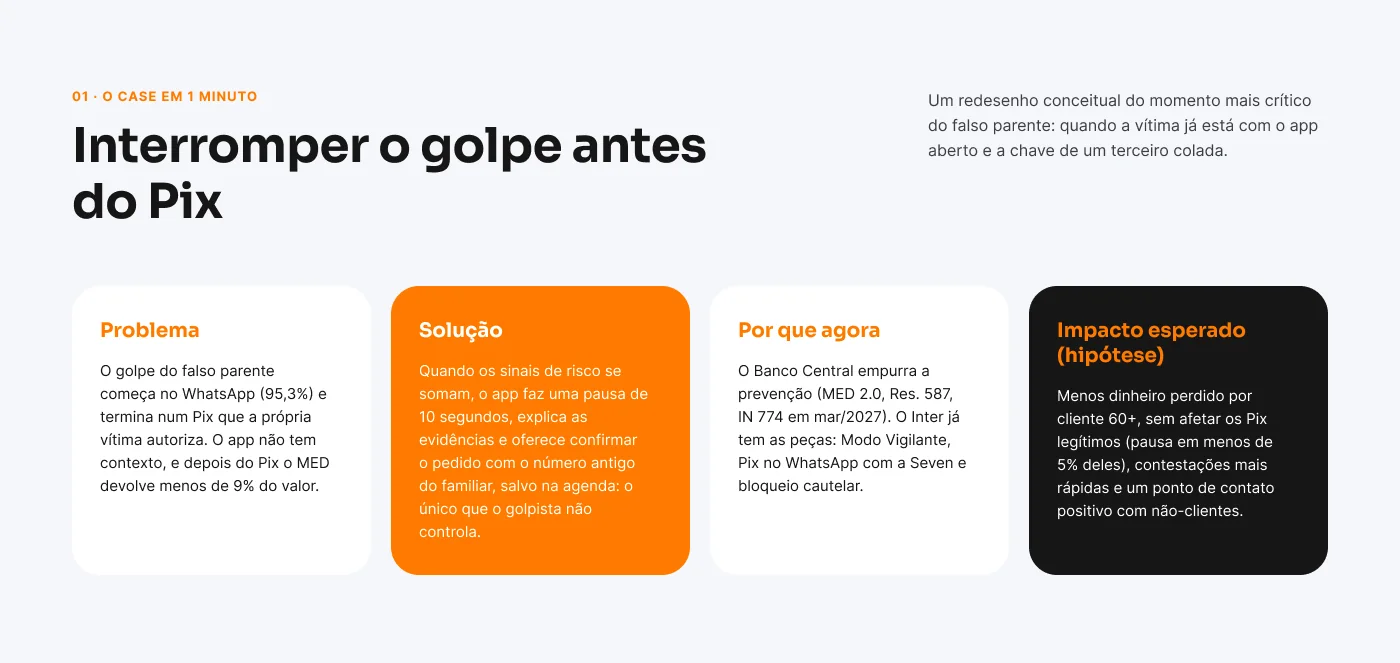 01 · O CASE EM 1 MINUTO
Interromper o golpe antes
do Pix
Um redesenho conceitual do momento mais crítico
do falso parente: quando a vítima já está com o app
aberto e a chave de um terceiro colada.
Problema
O golpe do falso parente
começa no WhatsApp (95,3%) e
termina num Pix que a própria
vítima autoriza. O app não tem
contexto, e depois do Pix o MED
devolve menos de 9% do valor.
Solução
Quando os sinais de risco se
somam, o app faz uma pausa de
10 segundos, explica as
evidências e oferece confirmar
o pedido com o número antigo
do familiar, salvo na agenda: o
único que o golpista não
controla.
Por que agora
O Banco Central empurra a
prevenção (MED 2.0, Res. 587,
IN 774 em mar/2027). O Inter já
tem as peças: Modo Vigilante,
Pix no WhatsApp com a Seven e
bloqueio cautelar.
Impacto esperado
(hipótese)
Menos dinheiro perdido por
cliente 60+, sem afetar os Pix
legítimos (pausa em menos de
5% deles), contestações mais
rápidas e um ponto de contato
positivo com não-clientes.